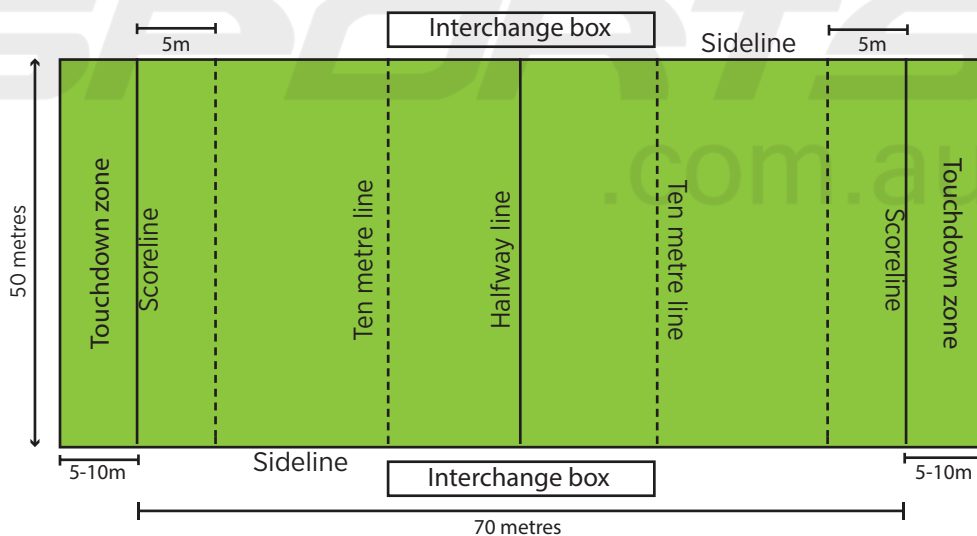 SPORTS
.com.au
Interchange box
5m
Sideline
5m
50 metres
Touchdown zone
Scoreline
Ten metre line
Halfway line
Ten metre line
Scoreline
Touchdown zone
5-10m
Sideline
Interchange box
5-10m
70 metres